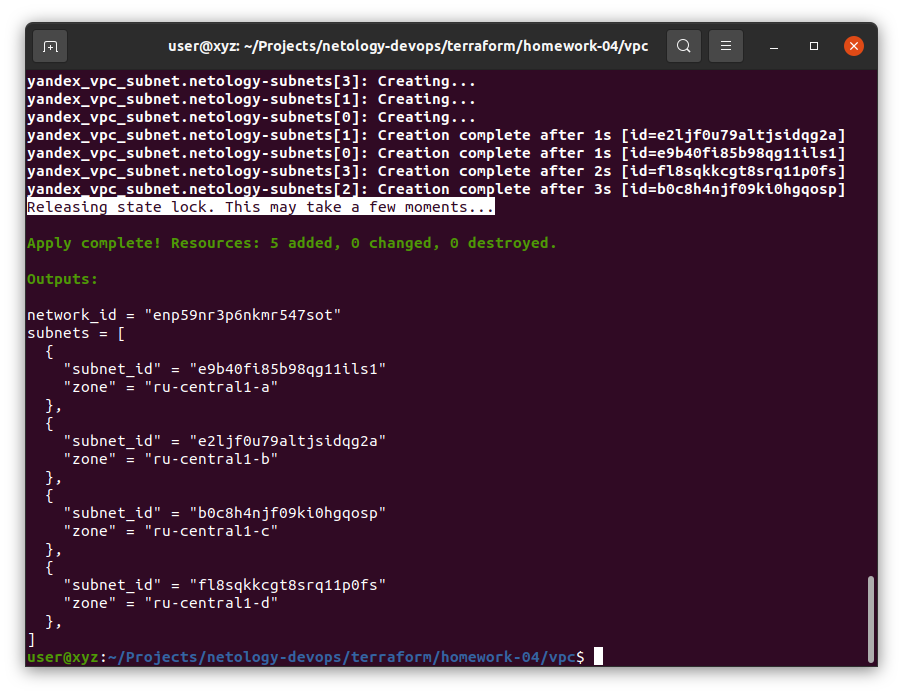 user@xyz: ~/Projects/netology-devops/terraform/homework-04/vpc
yandex_vpc_subnet.netology-subnets[3]: Creating...
yandex_vpc_subnet.netology-subnets[1]: Creating...
yandex_vpc_subnet.netology-subnets[0]: Creating...
yandex_vpc_subnet.netology-subnets[1]: Creation complete after 1s [id=e2ljf0u79altjsidqg2a]
yandex_vpc_subnet.netology-subnets[0]: Creation complete after 1s [id=e9b40fi85b98qg11ils1]
yandex_vpc_subnet.netology-subnets[3]: Creation complete after 2s [id=fl8sqkkcgt8srq11p0fs]
yandex_vpc_subnet.netology-subnets[2]: Creation complete after 3s [id=b0c8h4njf09ki0hgqosp]
Releasing state lock. This may take a few moments...
Apply complete! Resources: 5 added, 0 changed, 0 destroyed.
Outputs:
network_id = "enp59nr3p6nkmr547sot"
subnets = [
  {
    "subnet_id" = "e9b40fi85b98qg11ils1"
    "zone" = "ru-central1-a"
  },
  {
    "subnet_id" = "e2ljf0u79altjsidqg2a"
    "zone" = "ru-central1-b"
  },
  {
    "subnet_id" = "b0c8h4njf09ki0hgqosp"
    "zone" = "ru-central1-c"
  },
  {
    "subnet_id" = "fl8sqkkcgt8srq11p0fs"
    "zone" = "ru-central1-d"
  },
]
user@xyz:~/Projects/netology-devops/terraform/homework-04/vpc$